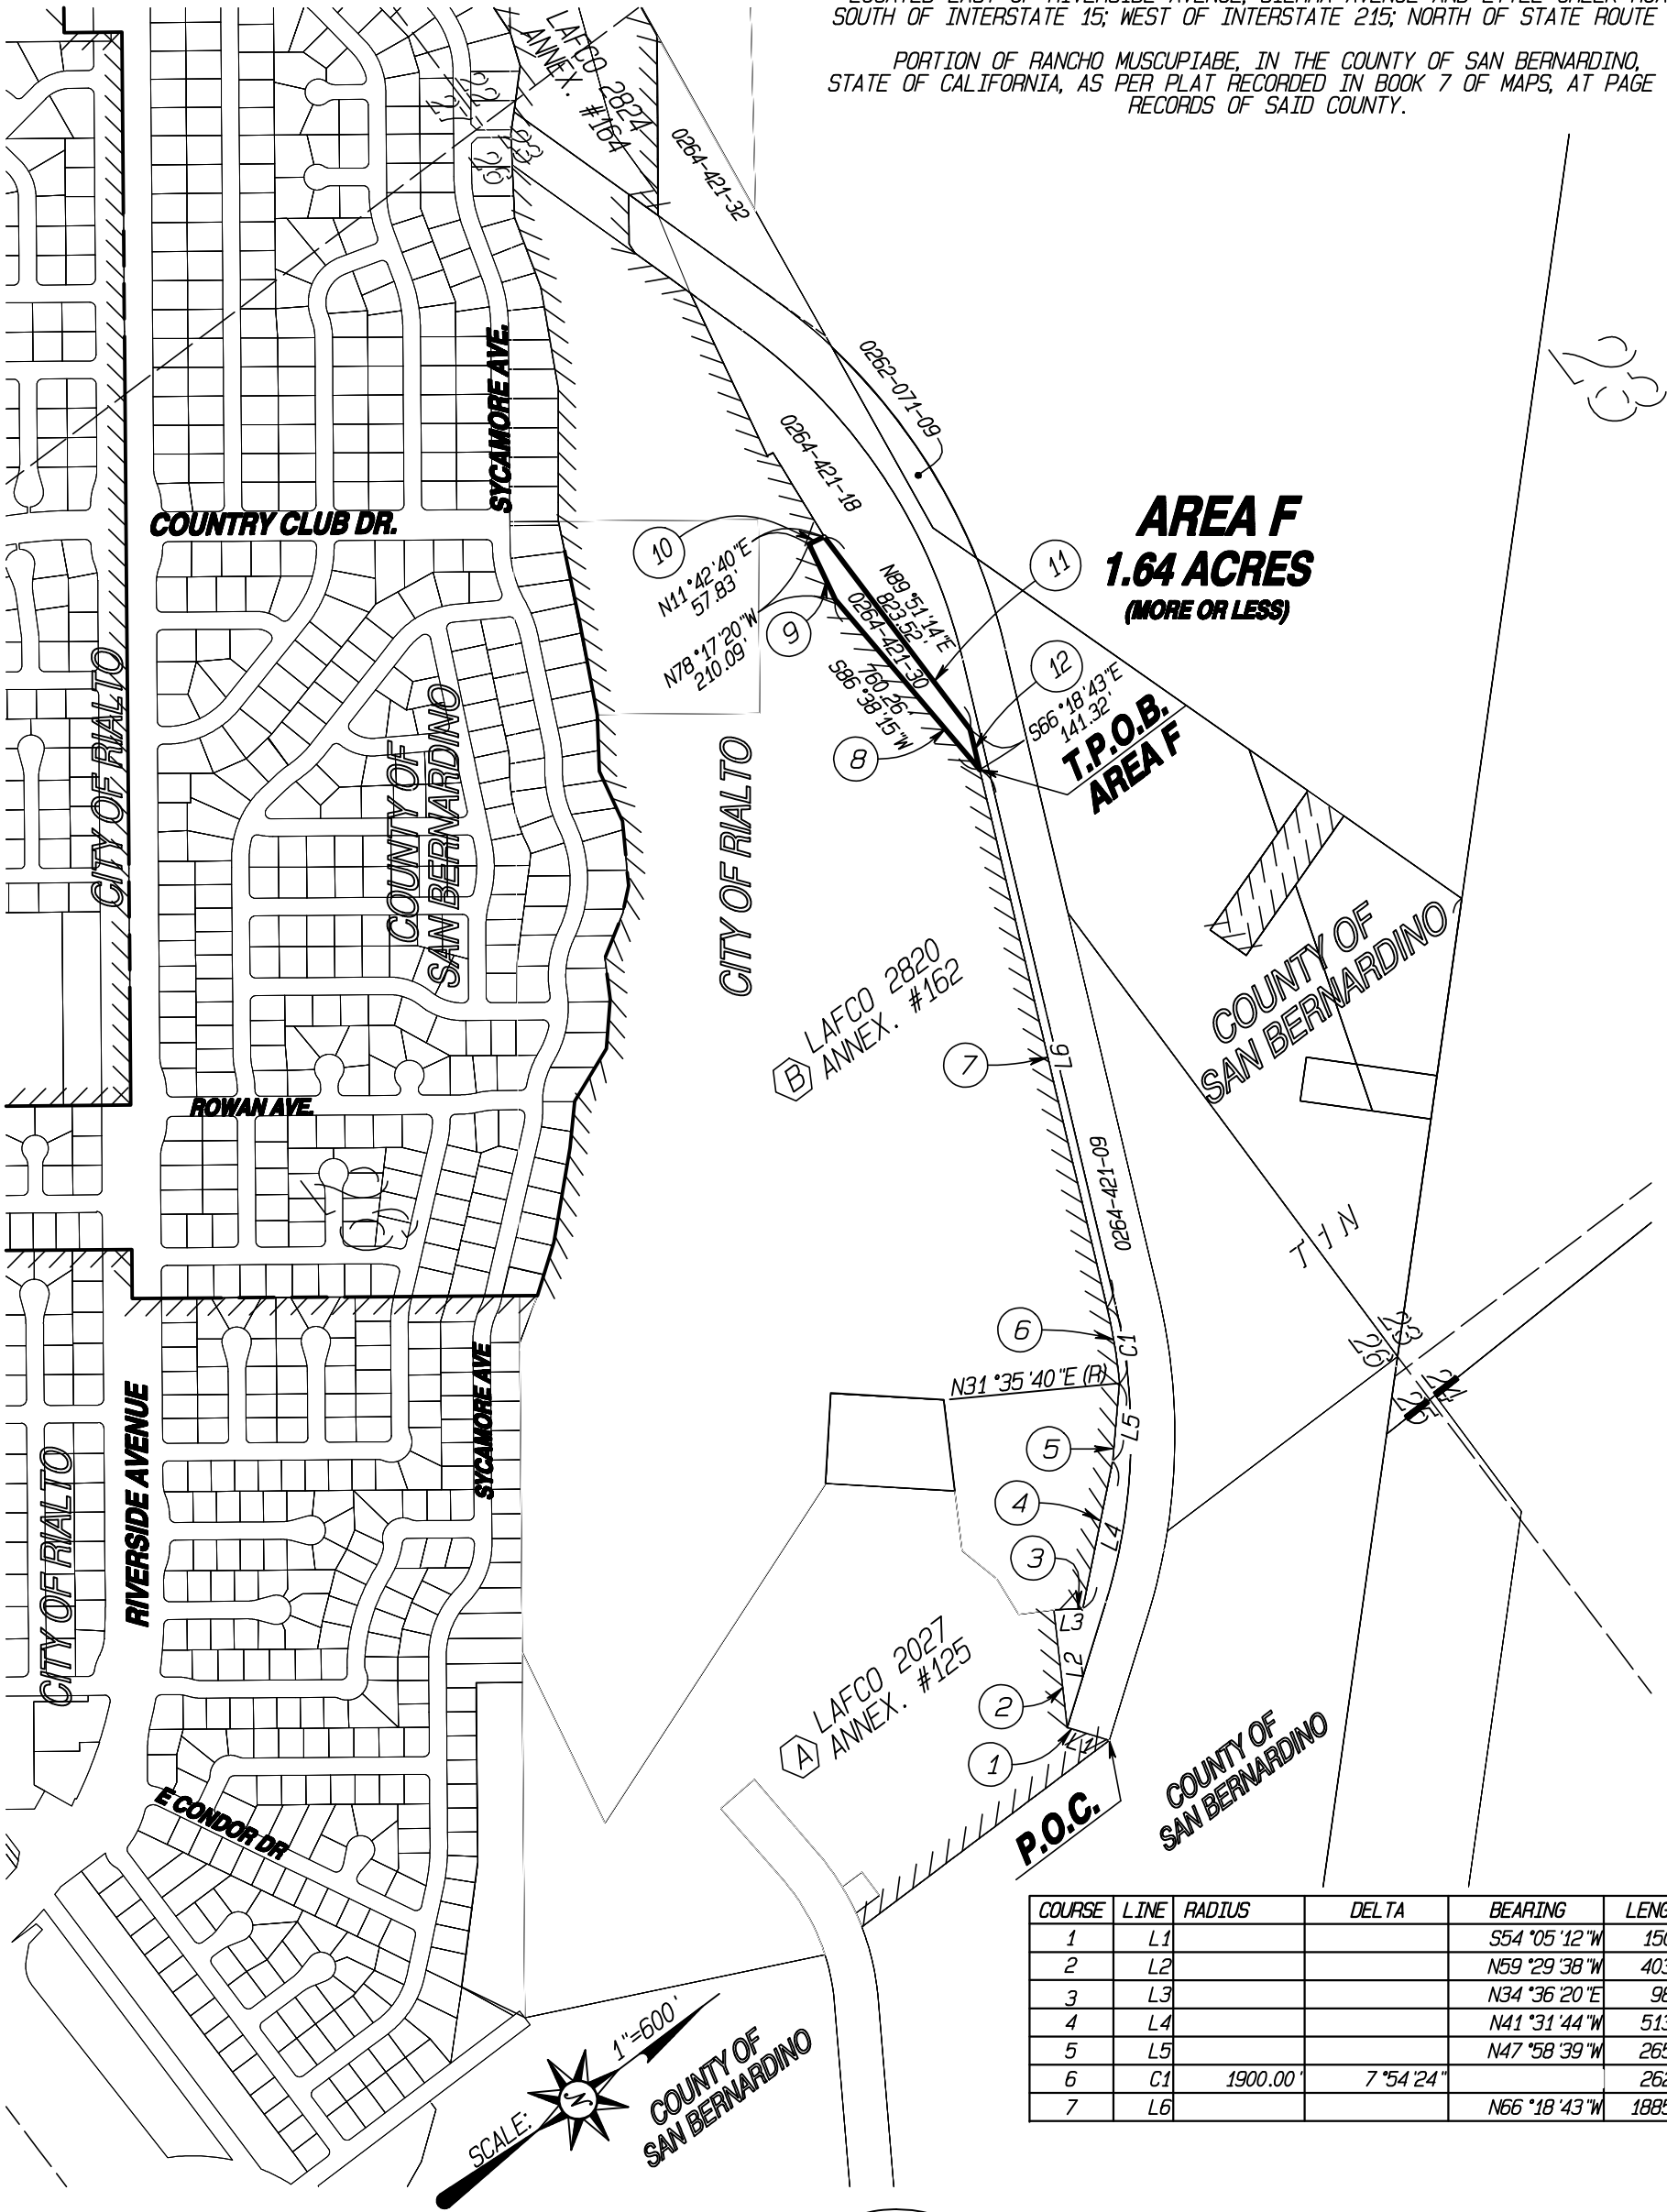 SOUTH OF INTERSTATE 15; WEST OF INTERSTATE 215; NORTH OF STATE ROUTE
PORTION OF RANCHO MUSCUPIABE, IN THE COUNTY OF SAN BERNARDINO,
STATE OF CALIFORNIA, AS PER PLAT RECORDED IN BOOK 7 OF MAPS, AT PAGE
RECORDS OF SAID COUNTY.
LAFCO 2824
ANNEX. #164
27
23
26
0264-421-32
0262-071-09
23
SYCAMORE AVE.
0264-421-18
COUNTRY CLUB DR.
AREA F
1.64 ACRES
(MORE OR LESS)
10
N11°42'40"E
57.83'
N78°17'20"W
210.09'
9
11
N89°51'14"E
823.52'
0264-421-30
760.26'
S86°38'15"W
8
12
S66°18'43"E
141.32'
T.P.O.B.
AREA F
CITY OF RIALTO
COUNTY OF
SAN BERNARDINO
CITY OF RIALTO
COUNTY OF
SAN BERNARDINO
B LAFCO 2820
ANNEX. #162
7
L6
ROWAN AVE.
0264-421-09
T 1 N
6
C1
23
26
24
25
N31°35'40"E (R)
SYCAMORE AVE
RIVERSIDE AVENUE
CITY OF RIALTO
5
L5
4
L4
3
L3
A LAFCO 2027
ANNEX. #125
2
L2
1
L1
P.O.C.
COUNTY OF
SAN BERNARDINO
E CONDOR DR
COURSE LINE RADIUS DELTA BEARING
1 L1 S54°05'12"W
2 L2 N59°29'38"W
3 L3 N34°36'20"E
4 L4 N41°31'44"W
5 L5 N47°58'39"W
6 C1 1900.00' 7°54'24"
7 L6 N66°18'43"W
SCALE: N 1"=600'
COUNTY OF
SAN BERNARDINO